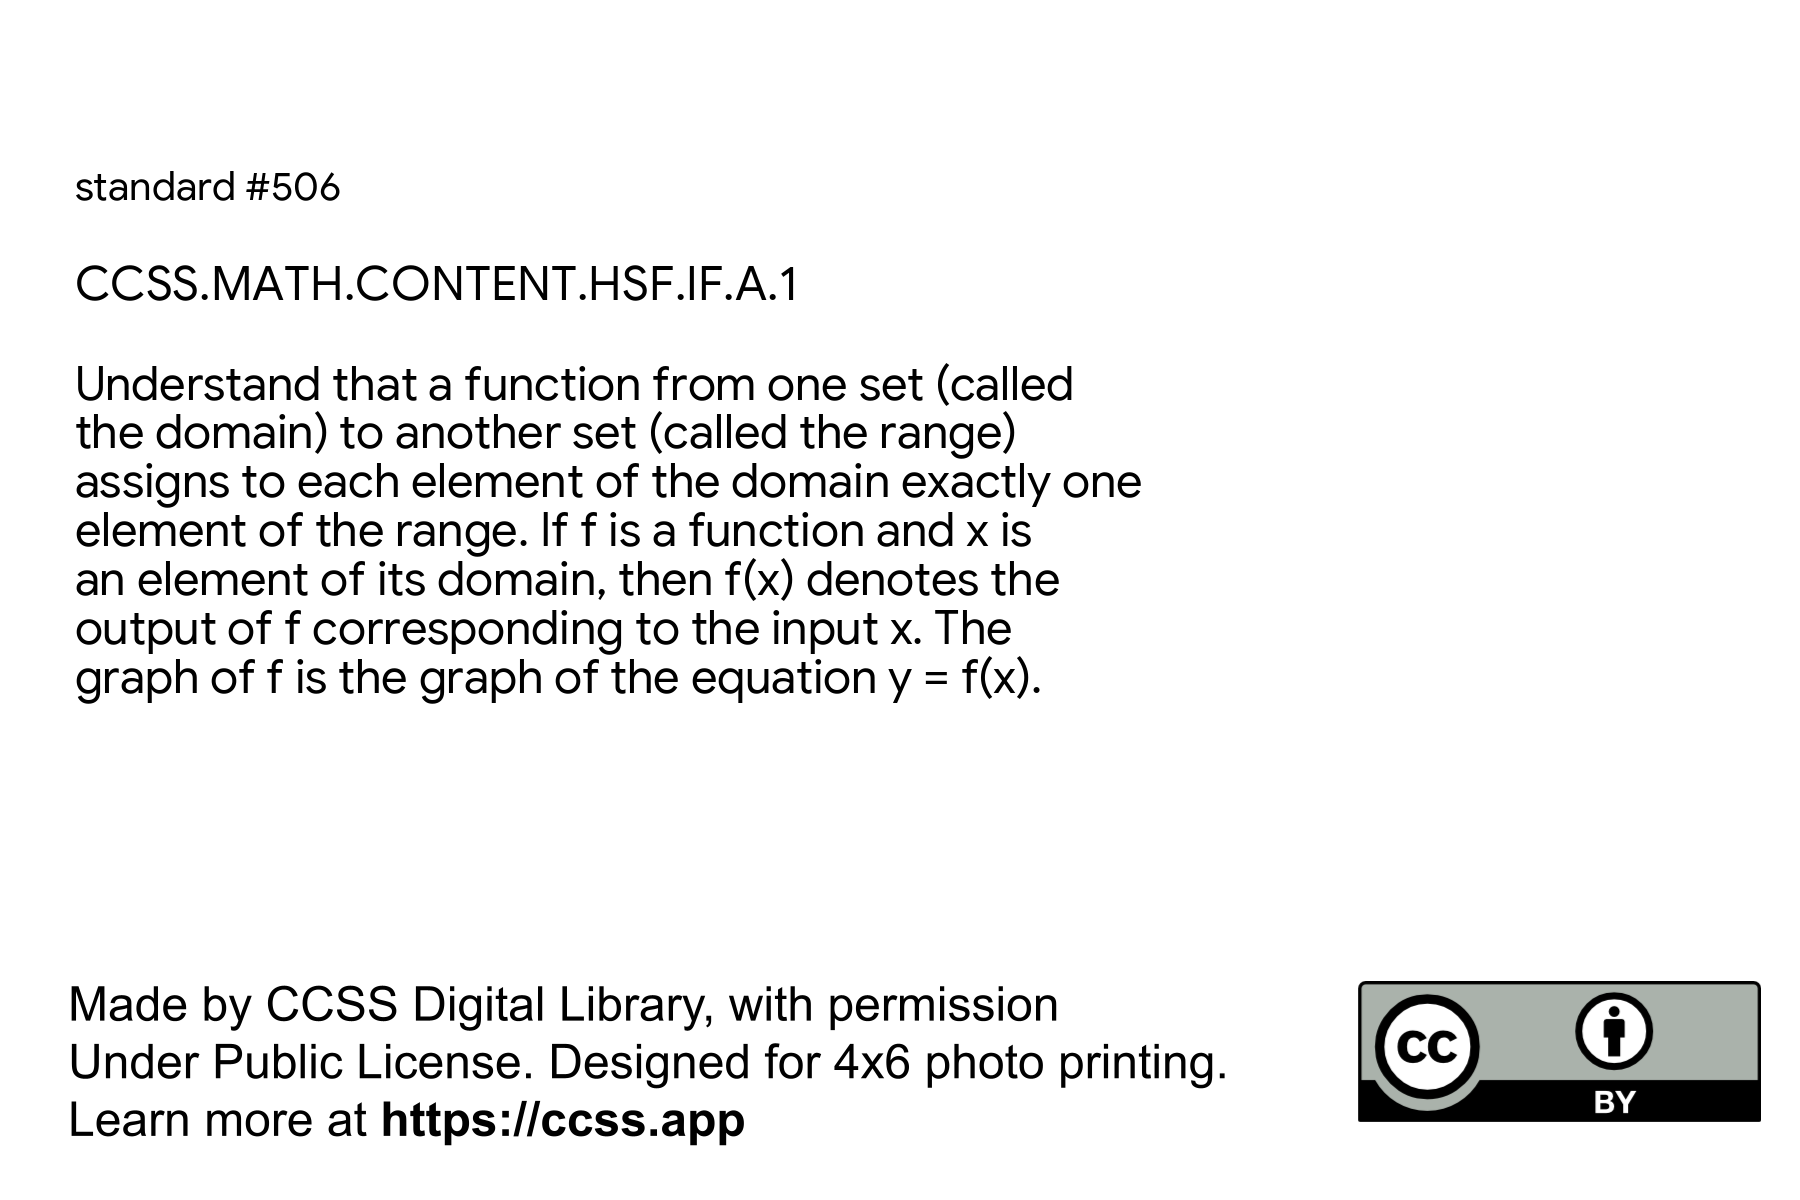 standard #506
CCSS.MATH.CONTENT.HSF.IF.A.1
Understand that a function from one set (called
the domain) to another set (called the range)
assigns to each element of the domain exactly one
element of the range. If f is a function and x is
an element of its domain, then f(x) denotes the
output of f corresponding to the input x. The
graph of f is the graph of the equation y = f(x).
Made by CCSS Digital Library, with permission
Under Public License. Designed for 4x6 photo printing.
Learn more at https://ccss.app
CC
BY